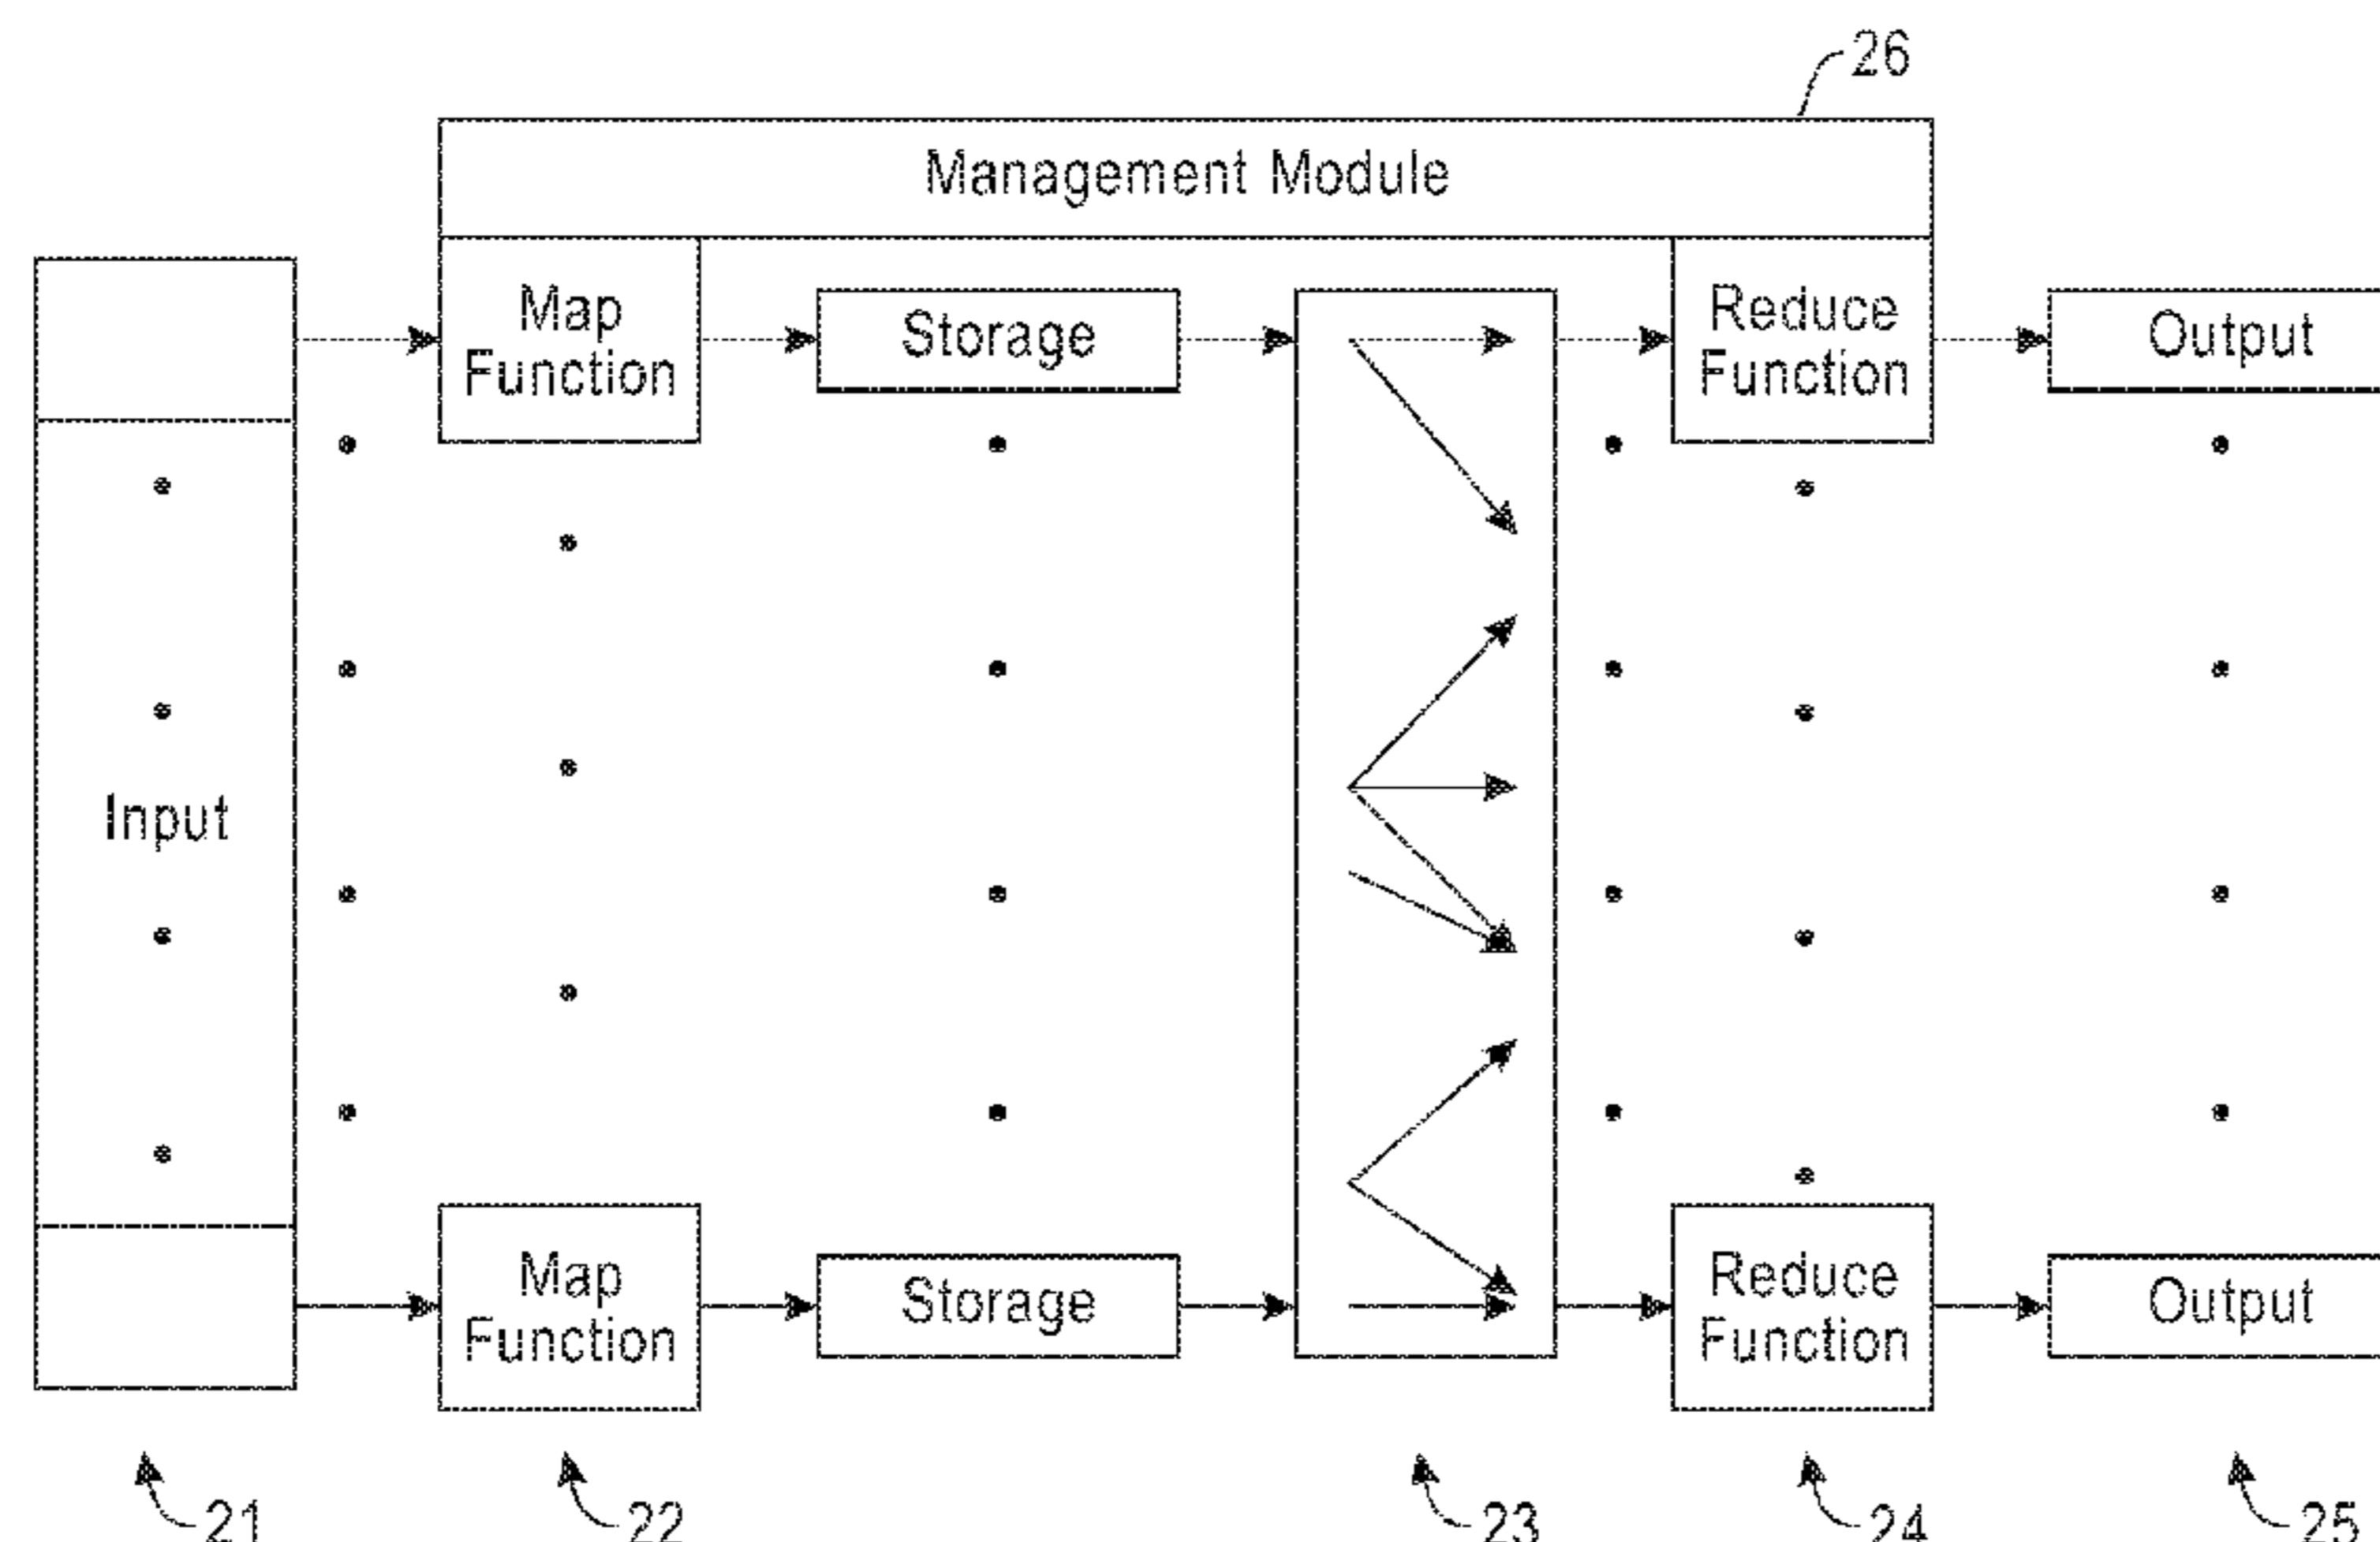 26
Management Module
Map
Function
Storage
Reduce
Function
Output
Input
Map
Function
Storage
Reduce
Function
Output
21
22
23
24
25